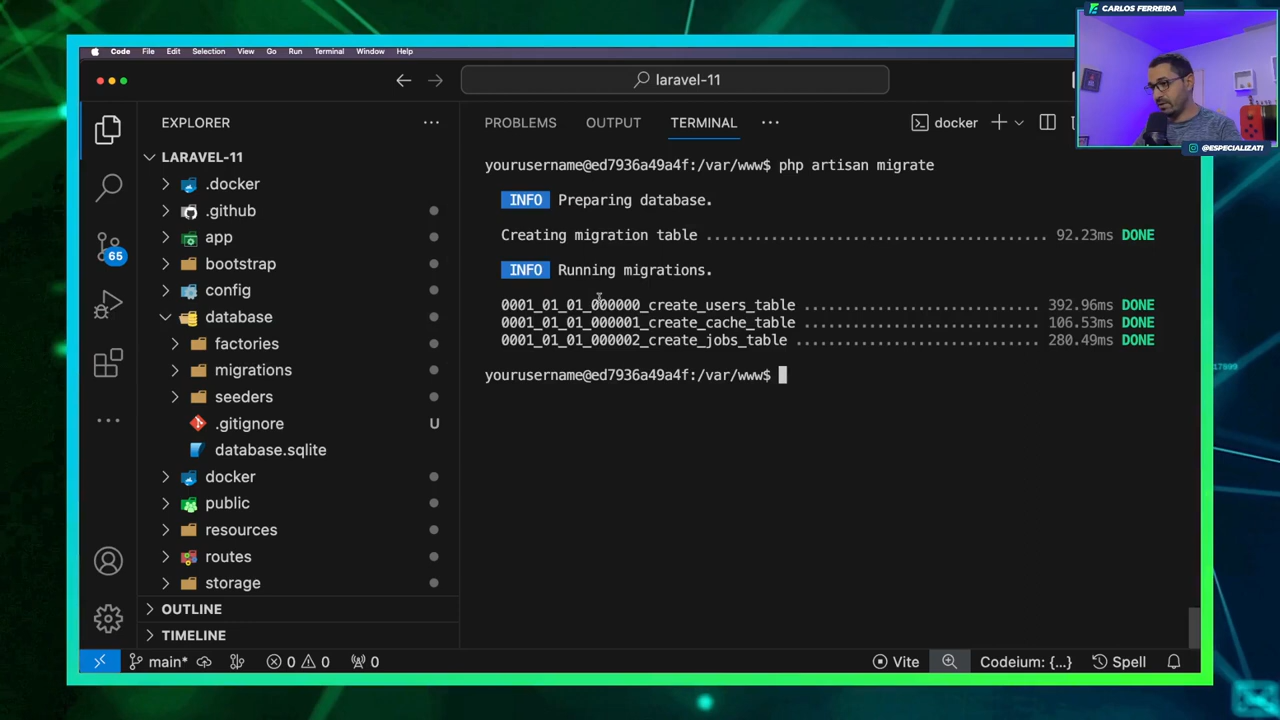 CARLOS FERREIRA
Code File Edit Selection View Go Run Terminal Window Help
laravel-11
EXPLORER
PROBLEMS OUTPUT TERMINAL
docker
@ESPECIALIZATI
LARAVEL-11
.docker
.github
app
bootstrap
config
database
factories
migrations
seeders
.gitignore U
database.sqlite
docker
public
resources
routes
storage
OUTLINE
TIMELINE
65
yourusername@ed7936a49a4f:/var/www$ php artisan migrate
INFO Preparing database.
Creating migration table ......................................... 92.23ms DONE
INFO Running migrations.
0001_01_01_000000_create_users_table ............................. 392.96ms DONE
0001_01_01_000001_create_cache_table ............................. 106.53ms DONE
0001_01_01_000002_create_jobs_table .............................. 280.49ms DONE
yourusername@ed7936a49a4f:/var/www$
main* 0 0 0 Vite Codeium: {...} Spell